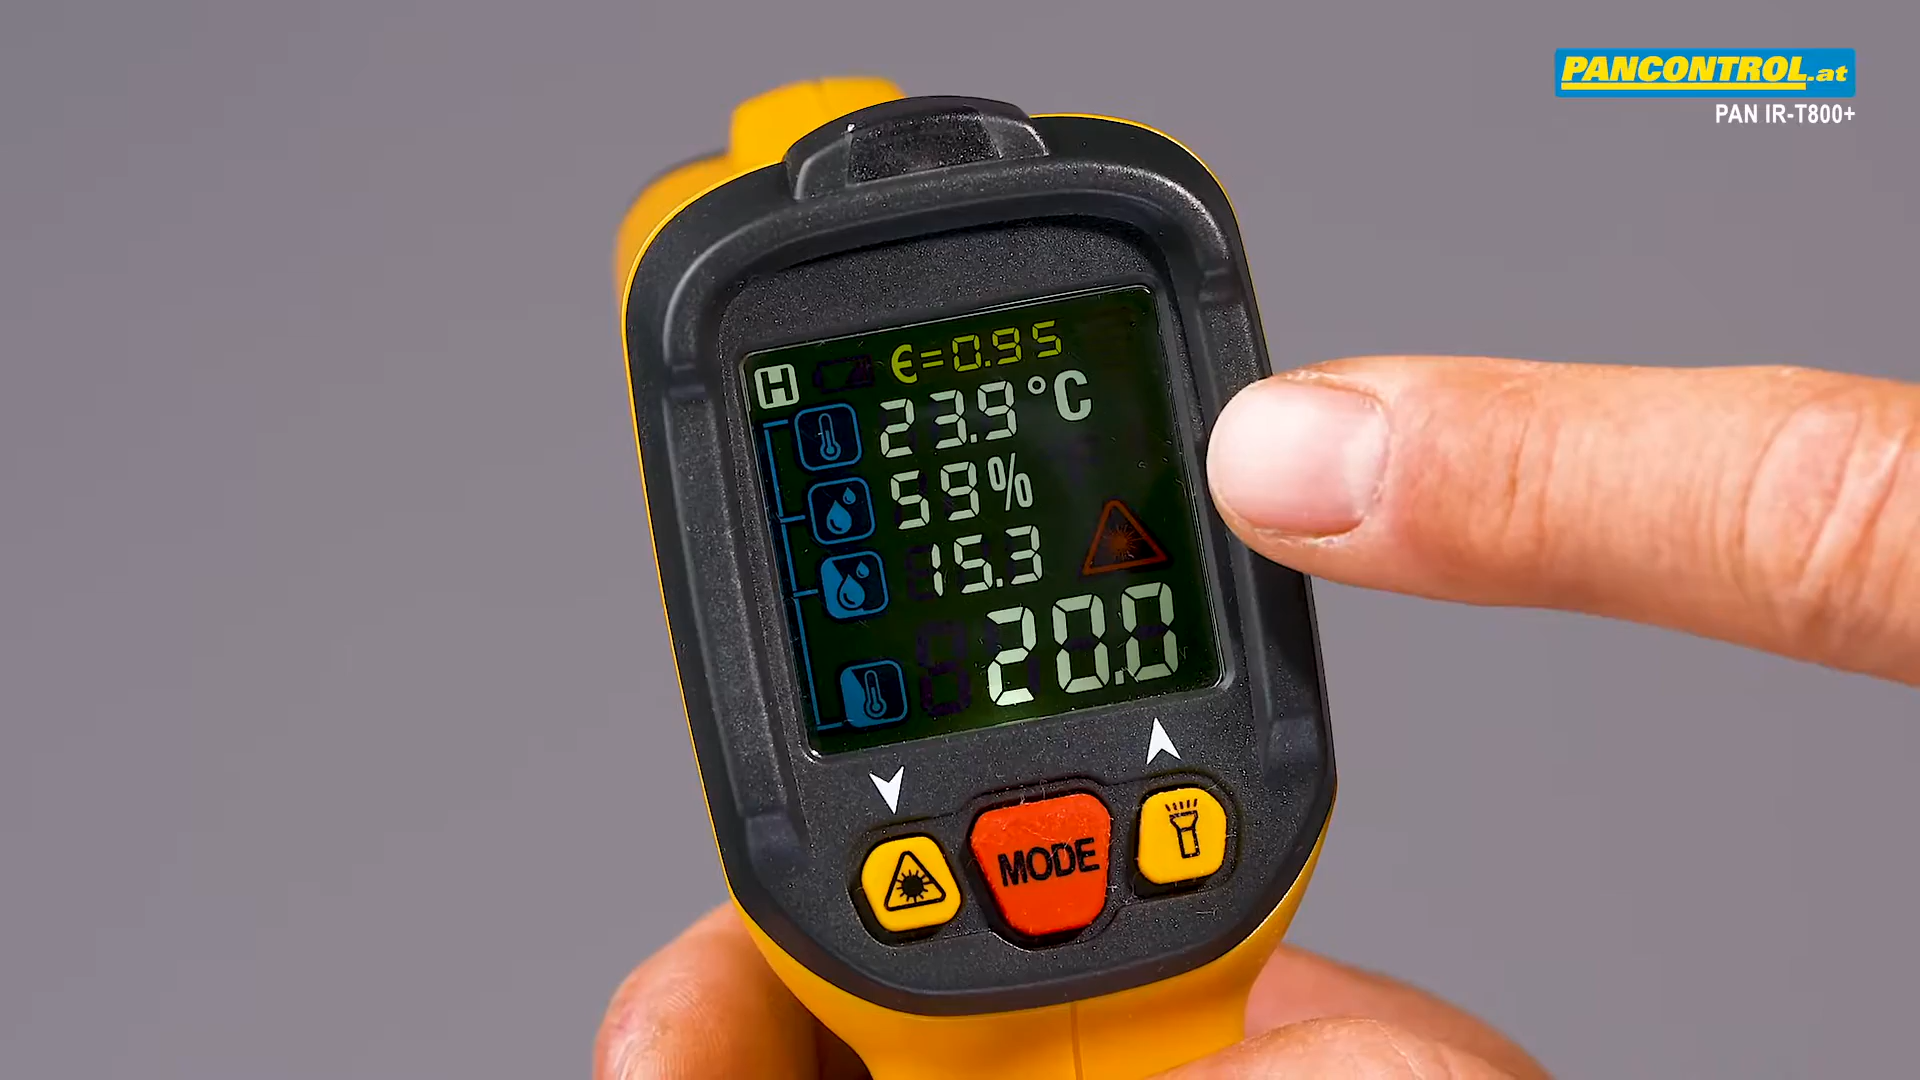 PANCONTROL.at
PAN IR-T800+
H
ϵ=0.95
23.9°C
59%
15.3
20.0
MODE